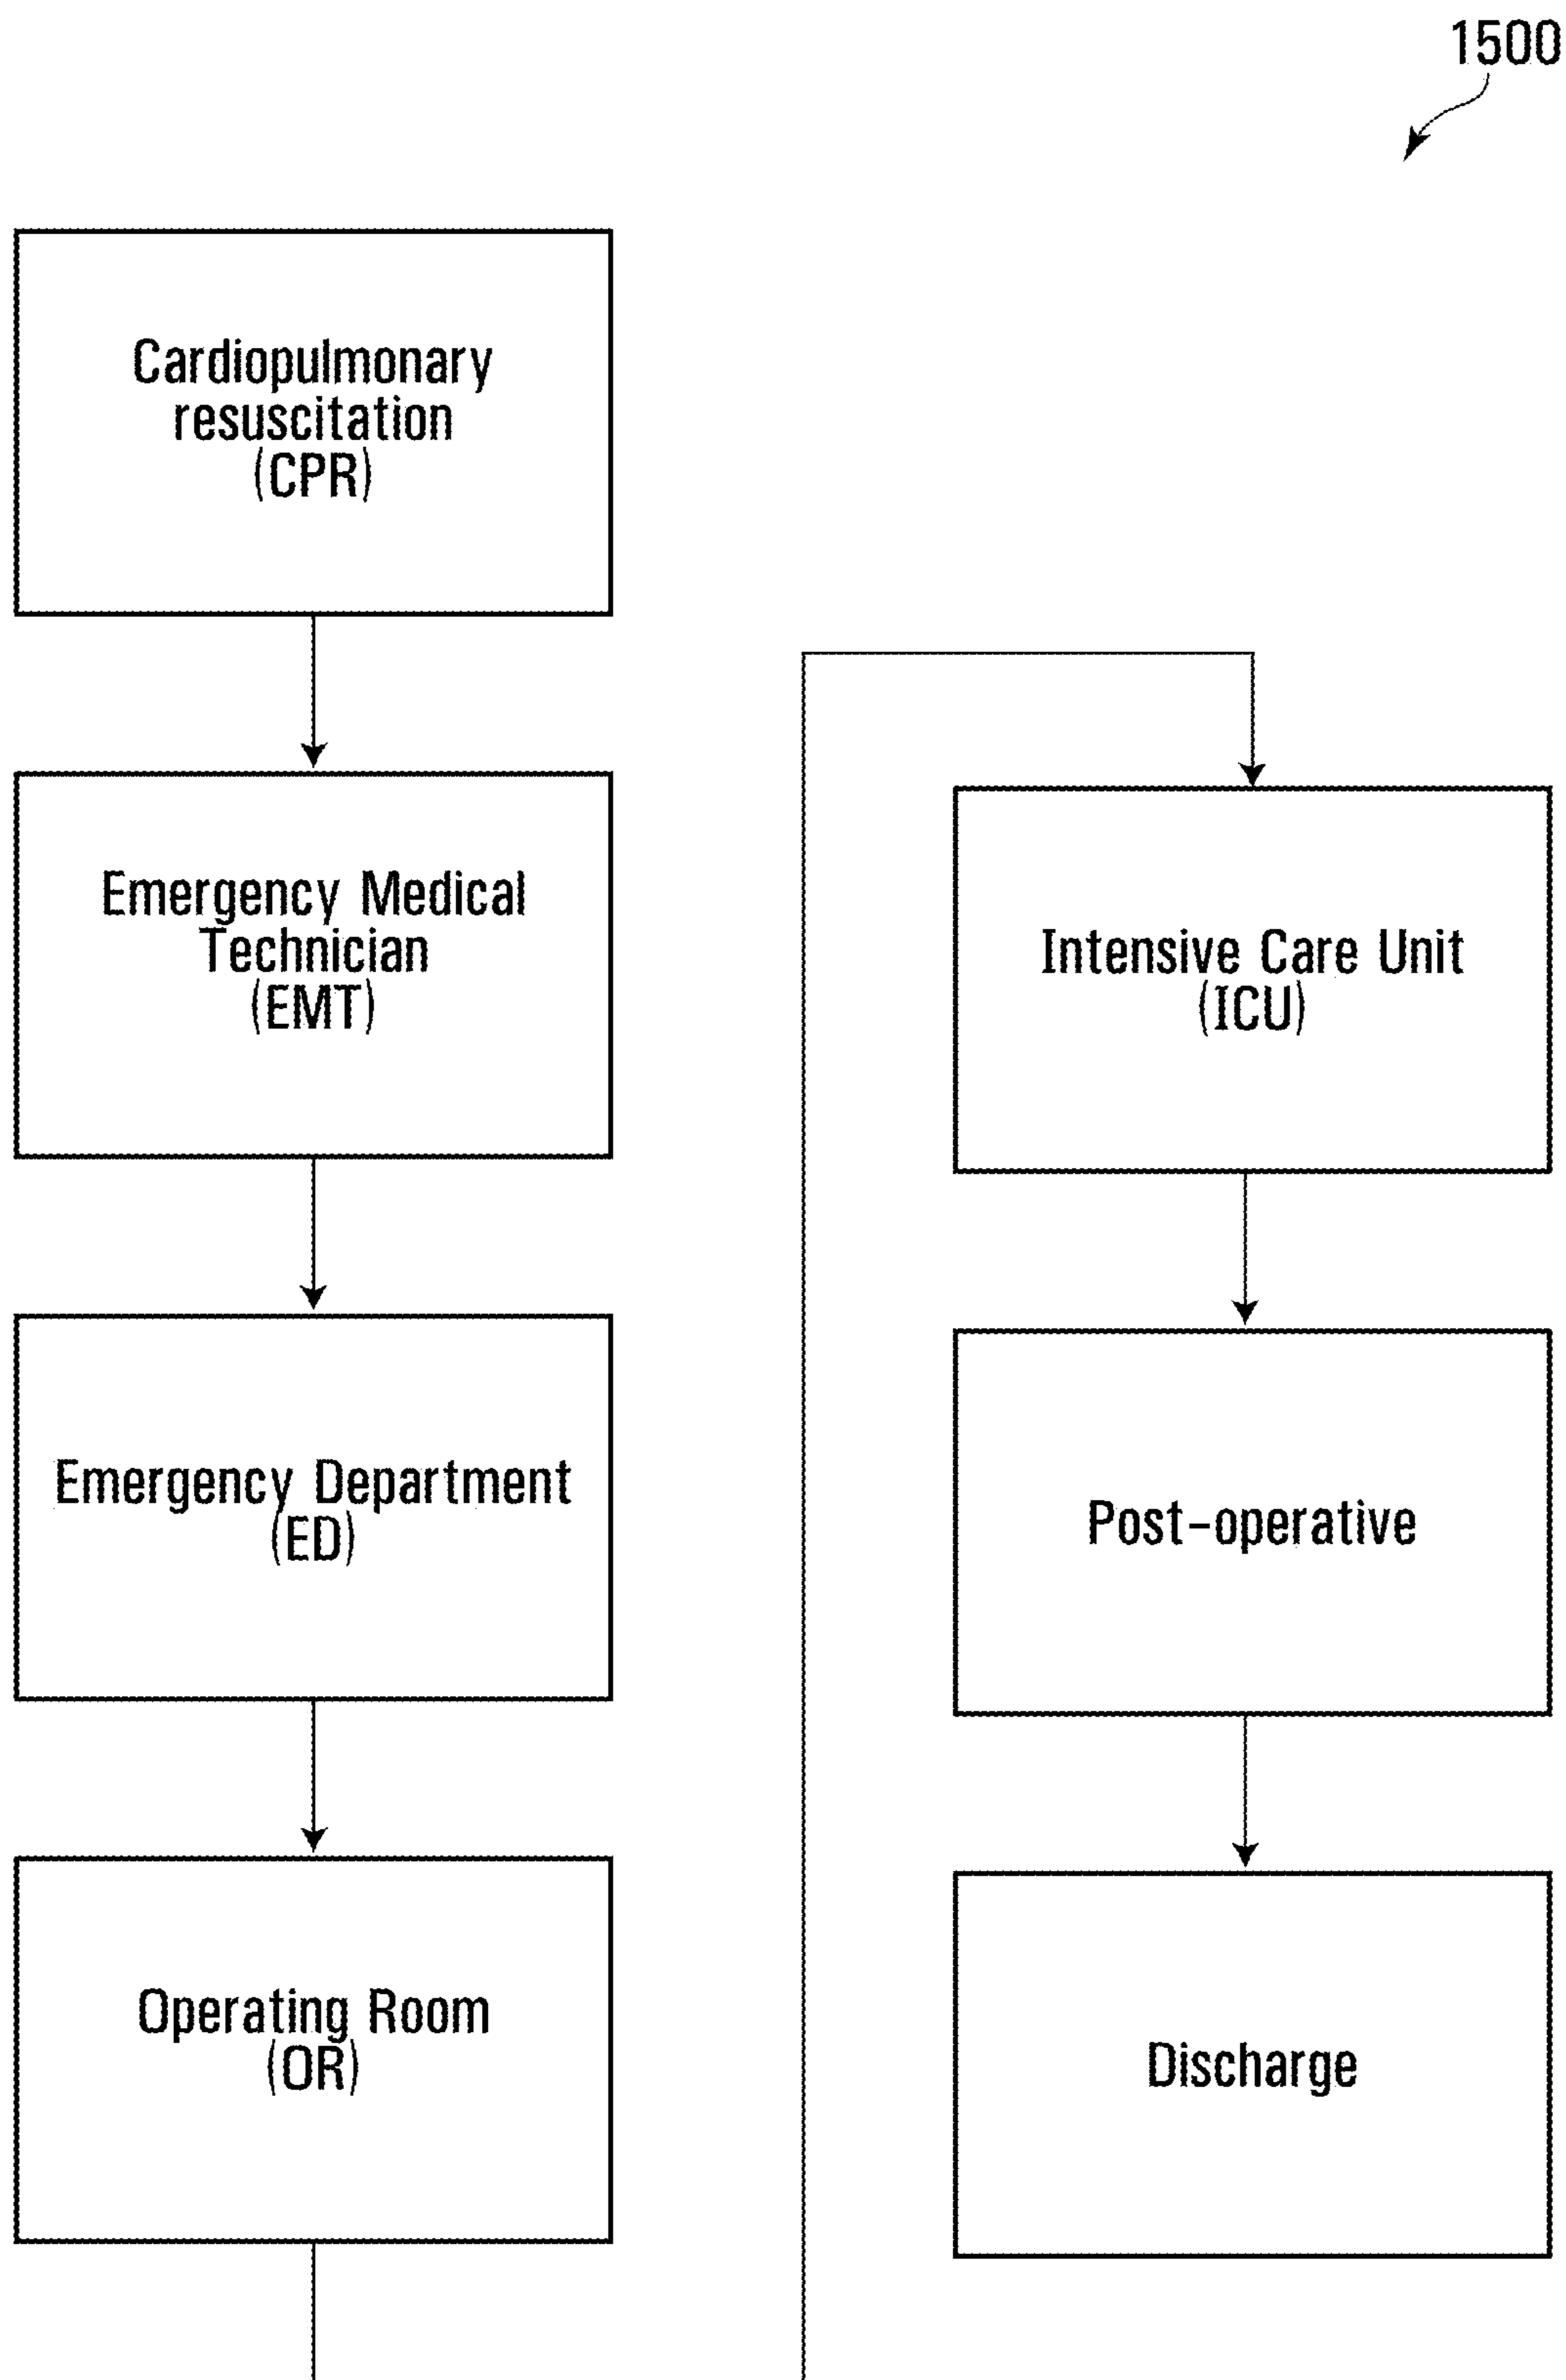 1500
Cardiopulmonary
resuscitation
(CPR)
Emergency Medical
Technician
(EMT)
Emergency Department
(ED)
Operating Room
(OR)
Intensive Care Unit
(ICU)
Post-operative
Discharge